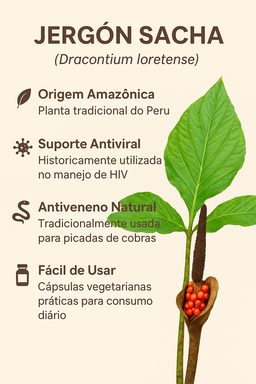 JERGÓN SACHA
(Dracontium loretense)
Origem Amazônica
Planta tradicional do Peru
Suporte Antiviral
Historicamente utilizada
no manejo de HIV
Antiveneno Natural
Tradicionalmente usada
para picadas de cobras
Fácil de Usar
Cápsulas vegetarianas
práticas para consumo
diário